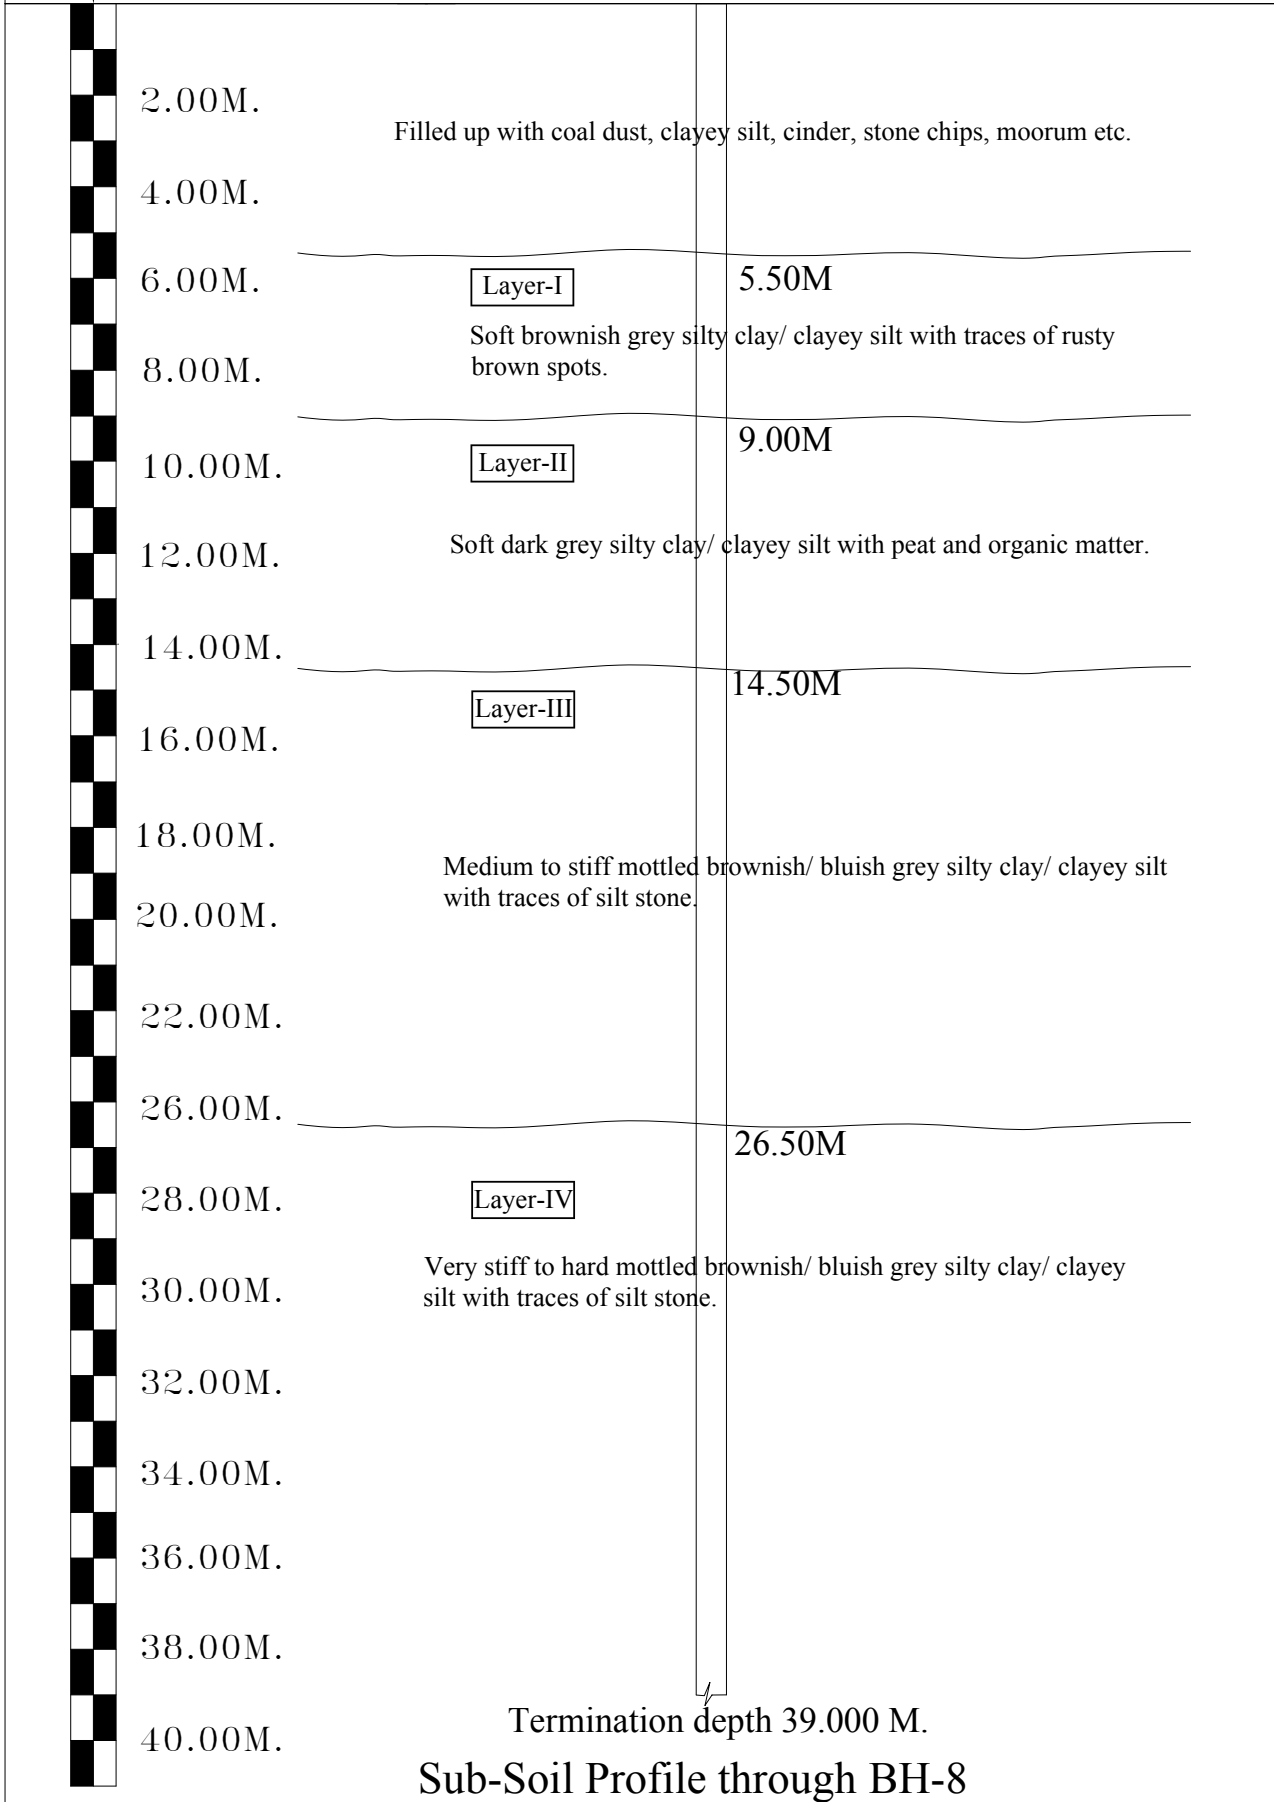 2.00M.
Filled up with coal dust, clayey silt, cinder, stone chips, moorum etc.
4.00M.
6.00M.
Layer-I
5.50M
Soft brownish grey silty clay/ clayey silt with traces of rusty
brown spots.
8.00M.
9.00M
10.00M.
Layer-II
12.00M.
Soft dark grey silty clay/ clayey silt with peat and organic matter.
14.00M.
14.50M
Layer-III
16.00M.
18.00M.
Medium to stiff mottled brownish/ bluish grey silty clay/ clayey silt
with traces of silt stone.
20.00M.
22.00M.
26.00M.
26.50M
28.00M.
Layer-IV
Very stiff to hard mottled brownish/ bluish grey silty clay/ clayey
silt with traces of silt stone.
30.00M.
32.00M.
34.00M.
36.00M.
38.00M.
Termination depth 39.000 M.
40.00M.
Sub-Soil Profile through BH-8